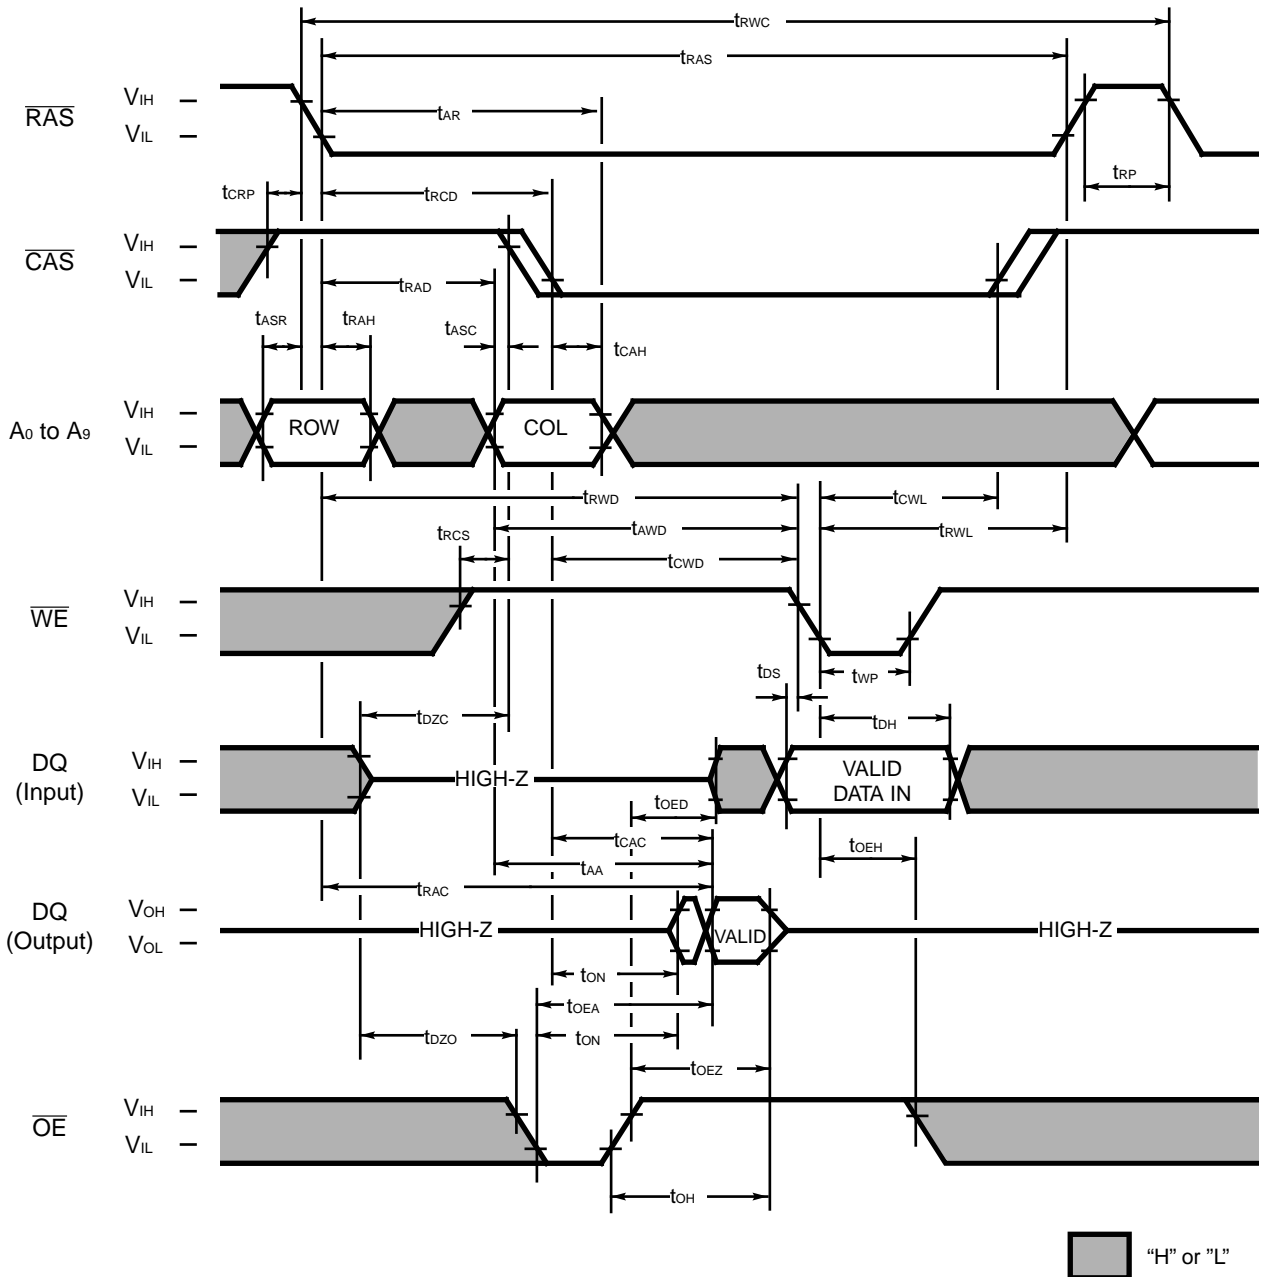 tRWC
tRAS
RAS VIH
VIL
tAR
tCRP tRCD tRP
CAS VIH
VIL
tRAD
tASR tRAH tASC tCAH
A0 to A9 VIH
VIL
ROW COL
tRWD tCWL
tRCS tAWD tRWL
tCWD
WE VIH
VIL
tDS tWP
tDZC tDH
DQ
(Input)
VIH
VIL
HIGH-Z
VALID
DATA IN
tOED
tCAC tOEH
tAA
tRAC
DQ
(Output)
VOH
VOL
HIGH-Z VALID HIGH-Z
tON
tOEA
tDZO tON
tOEZ
OE VIH
VIL
tOH
“H” or ”L”